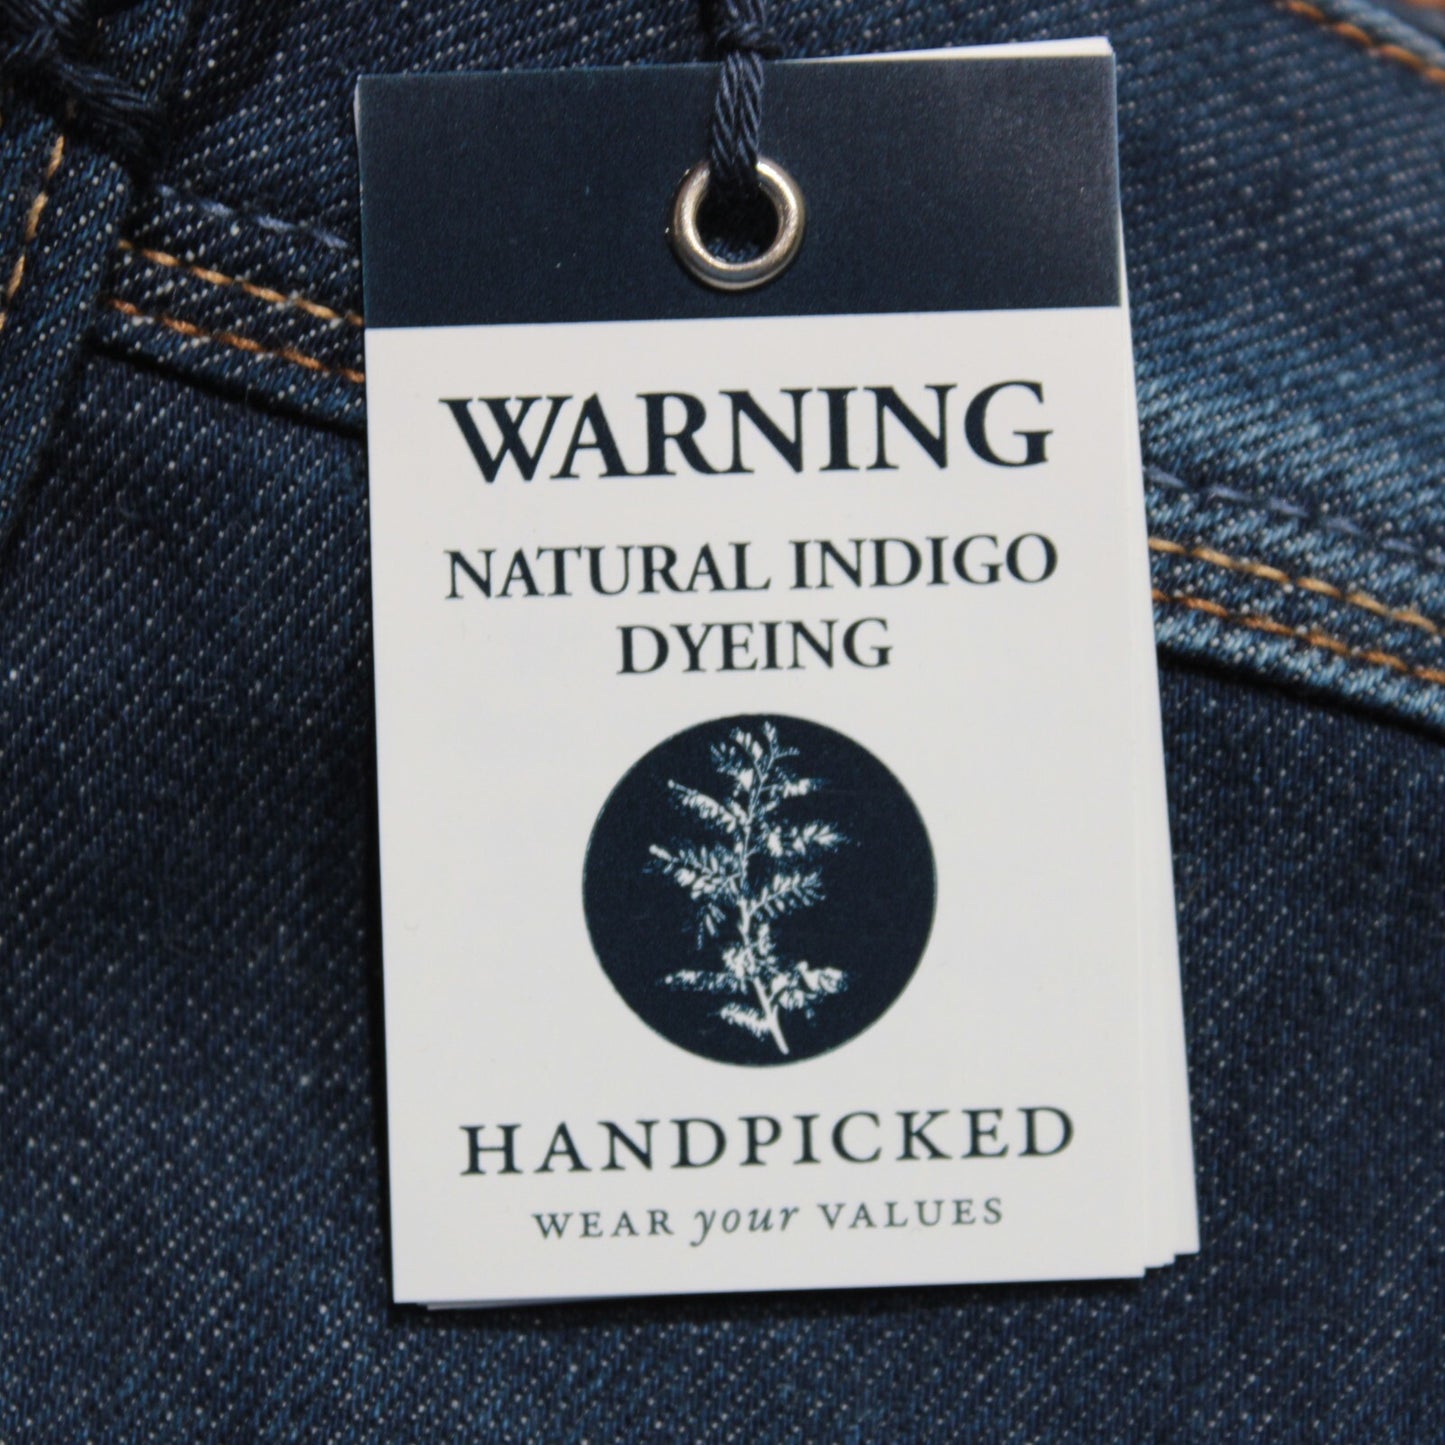 WARNING
NATURAL INDIGO
DYEING
HANDPICKED
WEAR your VALUES